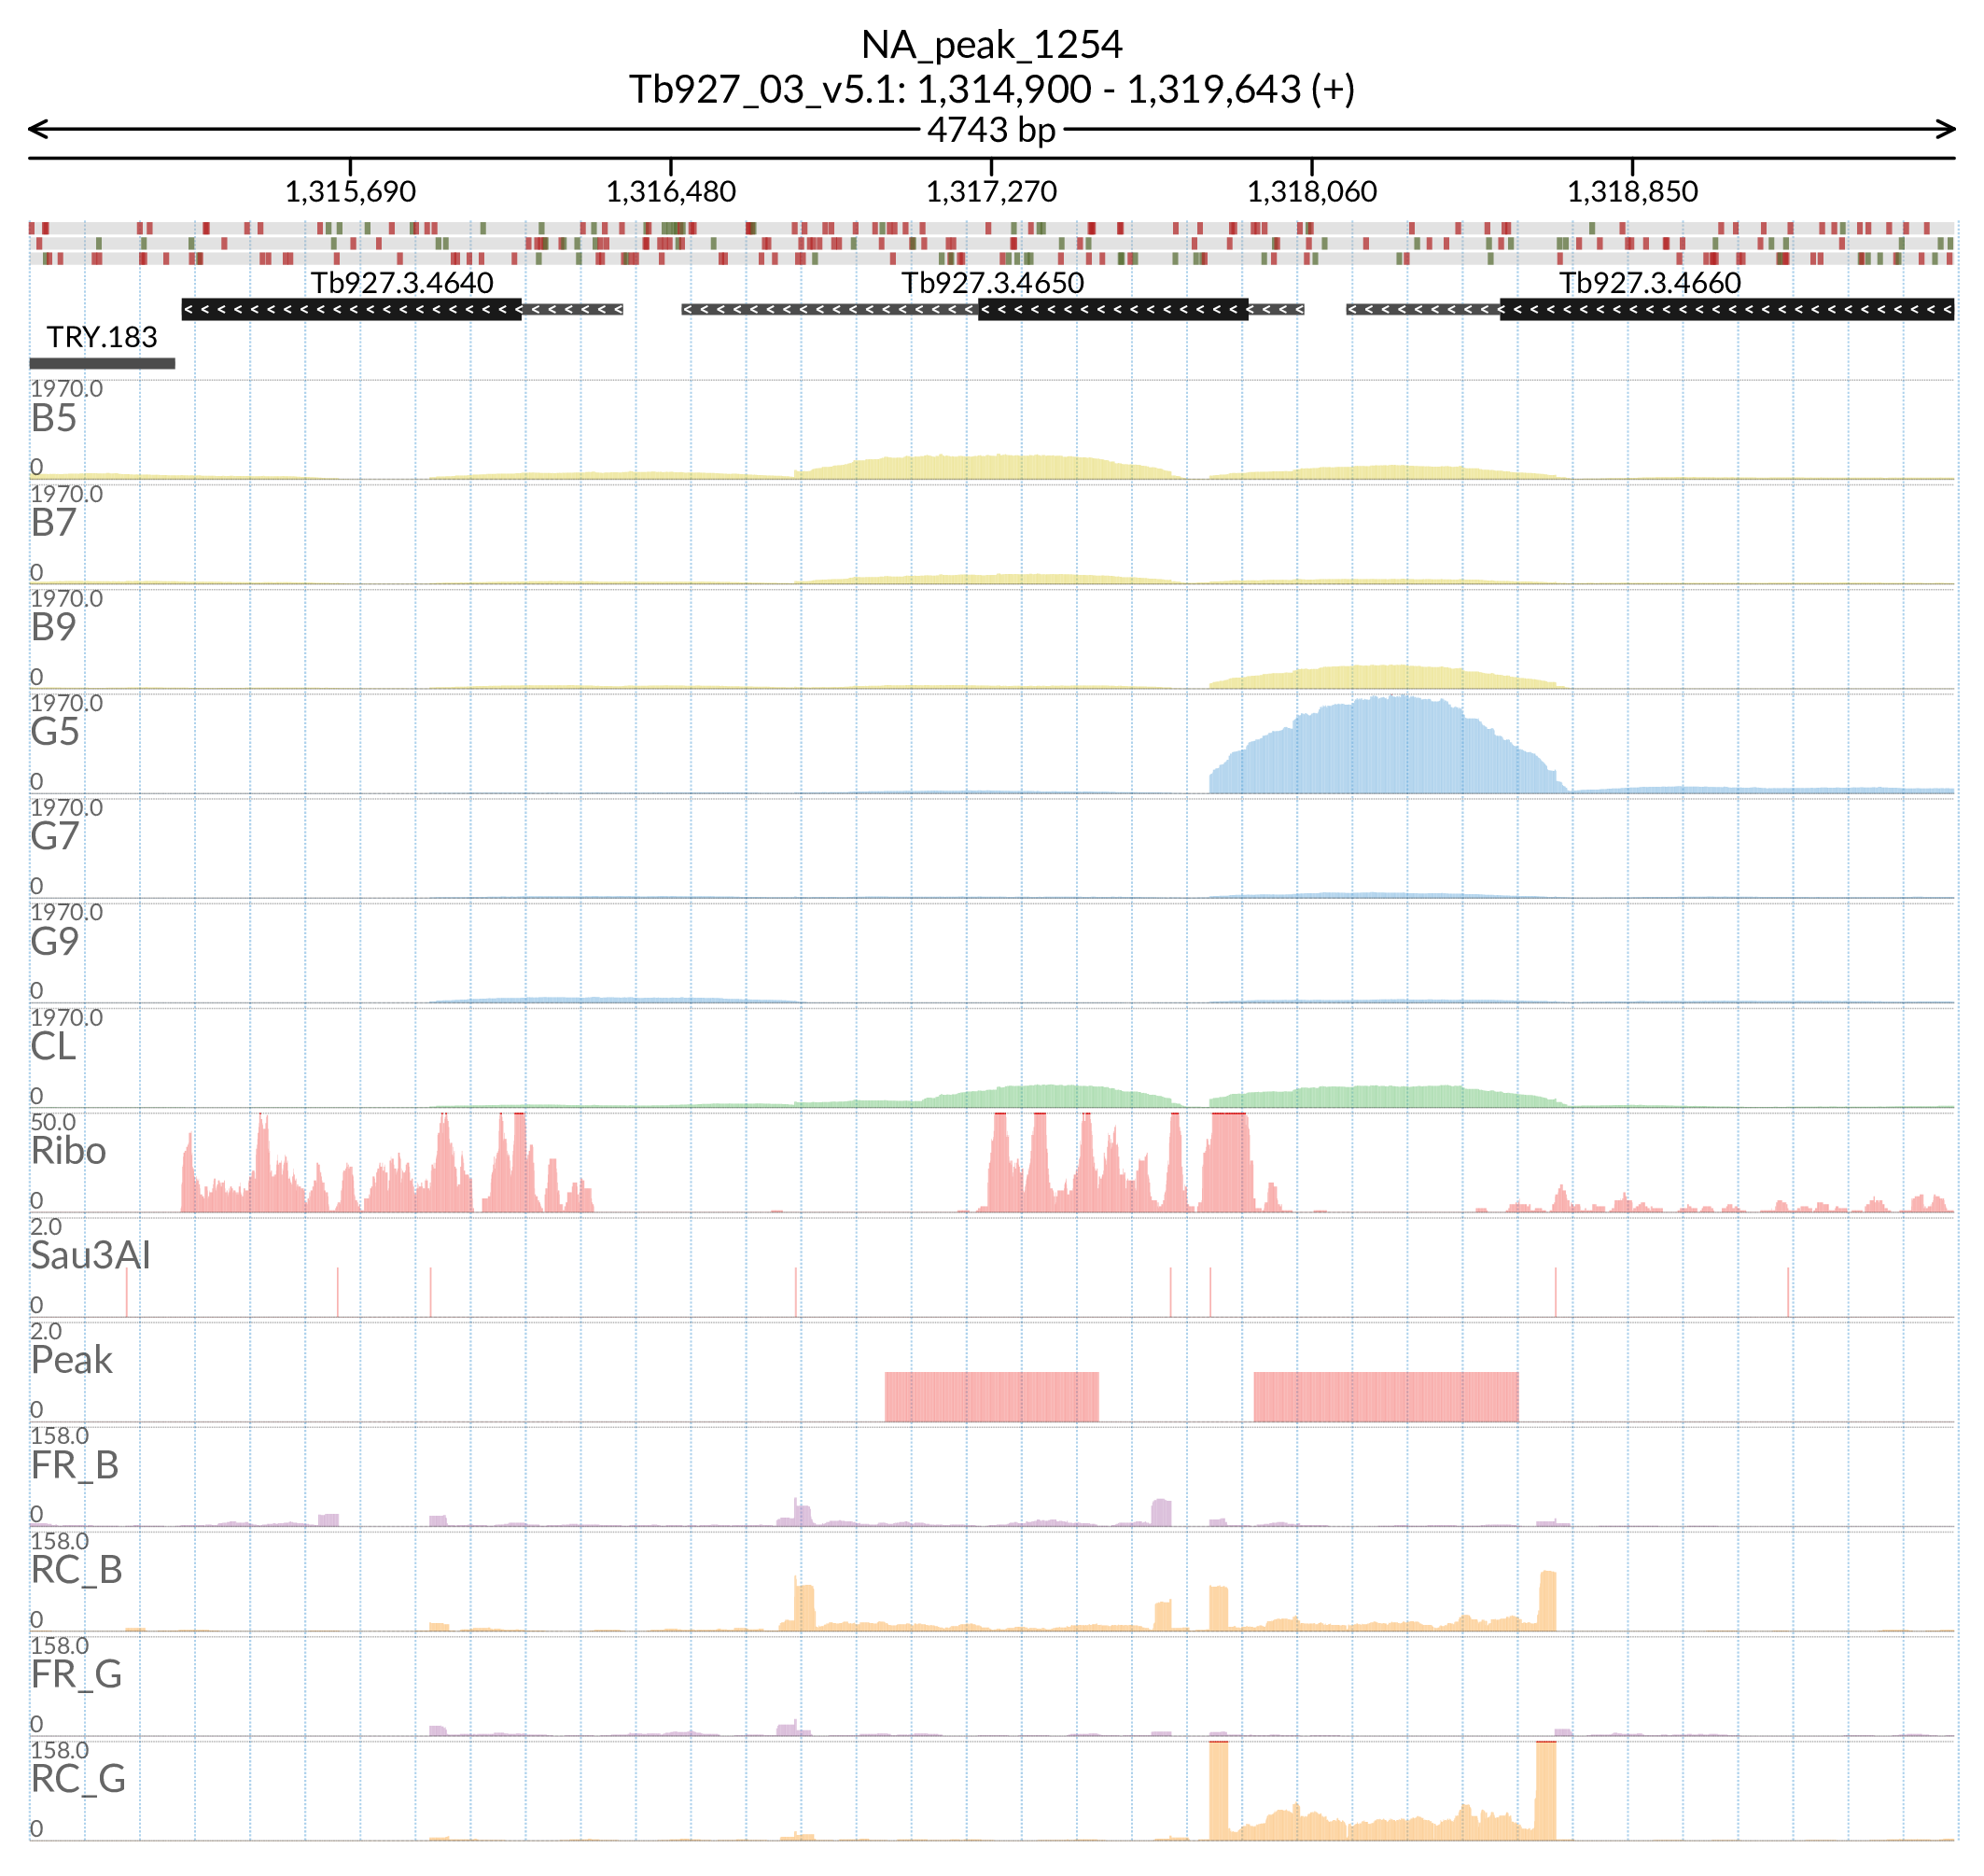 NA_peak_1254
Tb927_03_v5.1: 1,314,900 - 1,319,643 (+)
4743 bp
1,315,690 1,316,480 1,317,270 1,318,060 1,318,850
Tb927.3.4640 Tb927.3.4650 Tb927.3.4660
TRY.183
1970.0
B5
0
1970.0
B7
0
1970.0
B9
0
1970.0
G5
0
1970.0
G7
0
1970.0
G9
0
1970.0
CL
0
50.0
Ribo
0
2.0
Sau3AI
0
2.0
Peak
0
158.0
FR_B
0
158.0
RC_B
0
158.0
FR_G
0
158.0
RC_G
0